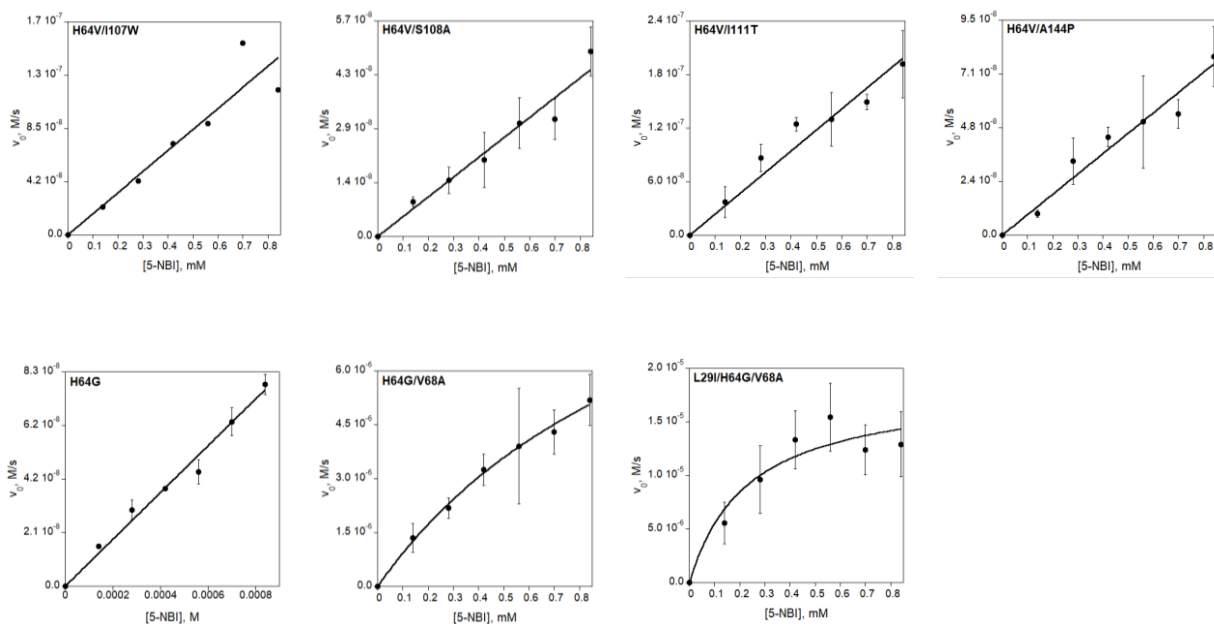 H64V/I107W
1.7 10⁻⁷
1.3 10⁻⁷
8.5 10⁻⁸
4.2 10⁻⁸
0.0
v₀, M/s
0 0.1 0.2 0.3 0.4 0.5 0.6 0.7 0.8
[5-NBI], mM
H64V/S108A
5.7 10⁻⁸
4.3 10⁻⁸
2.9 10⁻⁸
1.4 10⁻⁸
0.0
v₀, M/s
0 0.1 0.2 0.3 0.4 0.5 0.6 0.7 0.8
[5-NBI], mM
H64V/I111T
2.4 10⁻⁷
1.8 10⁻⁷
1.2 10⁻⁷
6.0 10⁻⁸
0.0
v₀, M/s
0 0.1 0.2 0.3 0.4 0.5 0.6 0.7 0.8
[5-NBI], mM
H64V/A144P
9.5 10⁻⁸
7.1 10⁻⁸
4.8 10⁻⁸
2.4 10⁻⁸
0.0
v₀, M/s
0 0.1 0.2 0.3 0.4 0.5 0.6 0.7 0.8
[5-NBI], mM
H64G
8.3 10⁻⁸
6.2 10⁻⁸
4.2 10⁻⁸
2.1 10⁻⁸
0.0
v₀, M/s
0 0.0002 0.0004 0.0006 0.0008
[5-NBI], M
H64G/V68A
6.0 10⁻⁶
4.5 10⁻⁶
3.0 10⁻⁶
1.5 10⁻⁶
0.0
v₀, M/s
0 0.1 0.2 0.3 0.4 0.5 0.6 0.7 0.8
[5-NBI], mM
L29I/H64G/V68A
2.0 10⁻⁵
1.5 10⁻⁵
1.0 10⁻⁵
5.0 10⁻⁶
0.0
v₀, M/s
0 0.1 0.2 0.3 0.4 0.5 0.6 0.7 0.8
[5-NBI], mM